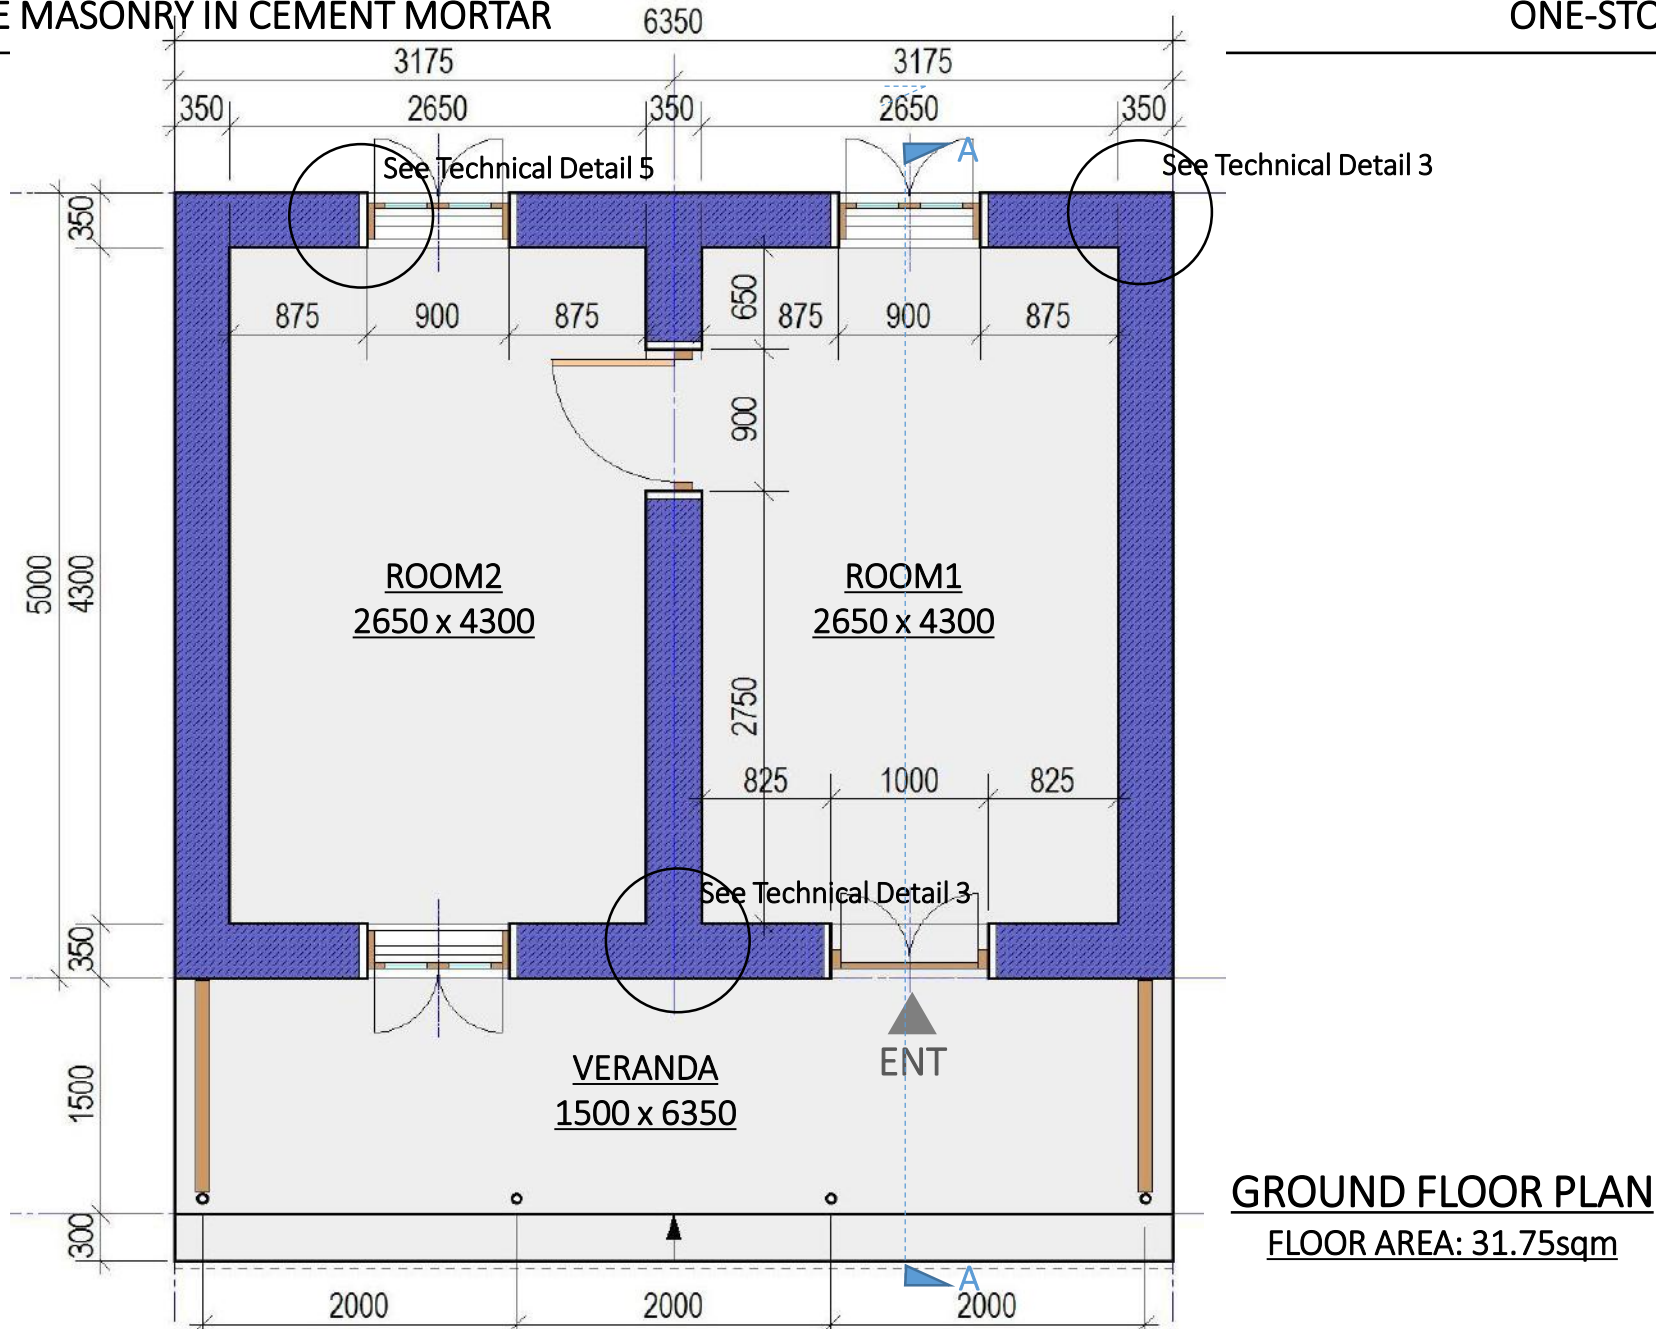 E MASONRY IN CEMENT MORTAR
ONE-STO
6350
3175
3175
350
2650
350
2650
350
A
See Technical Detail 5
See Technical Detail 3
350
875
900
875
650
875
900
875
900
5000
4300
ROOM2
2650 x 4300
ROOM1
2650 x 4300
2750
825
1000
825
See Technical Detail 3
350
ENT
VERANDA
1500 x 6350
1500
GROUND FLOOR PLAN
FLOOR AREA: 31.75sqm
300
A
2000
2000
2000